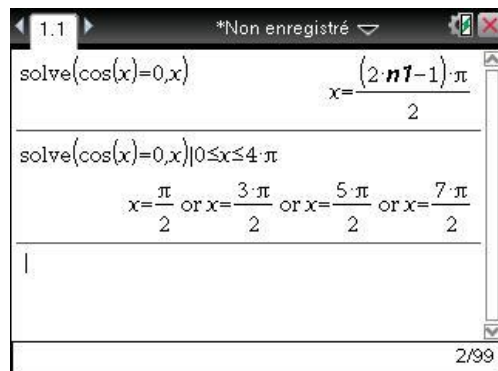 1.1 *Non enregistré
solve(cos(x)=0,x) x=((2·n1-1)·π)/2
solve(cos(x)=0,x)|0≤x≤4·π
x=π/2 or x=3·π/2 or x=5·π/2 or x=7·π/2
2/99